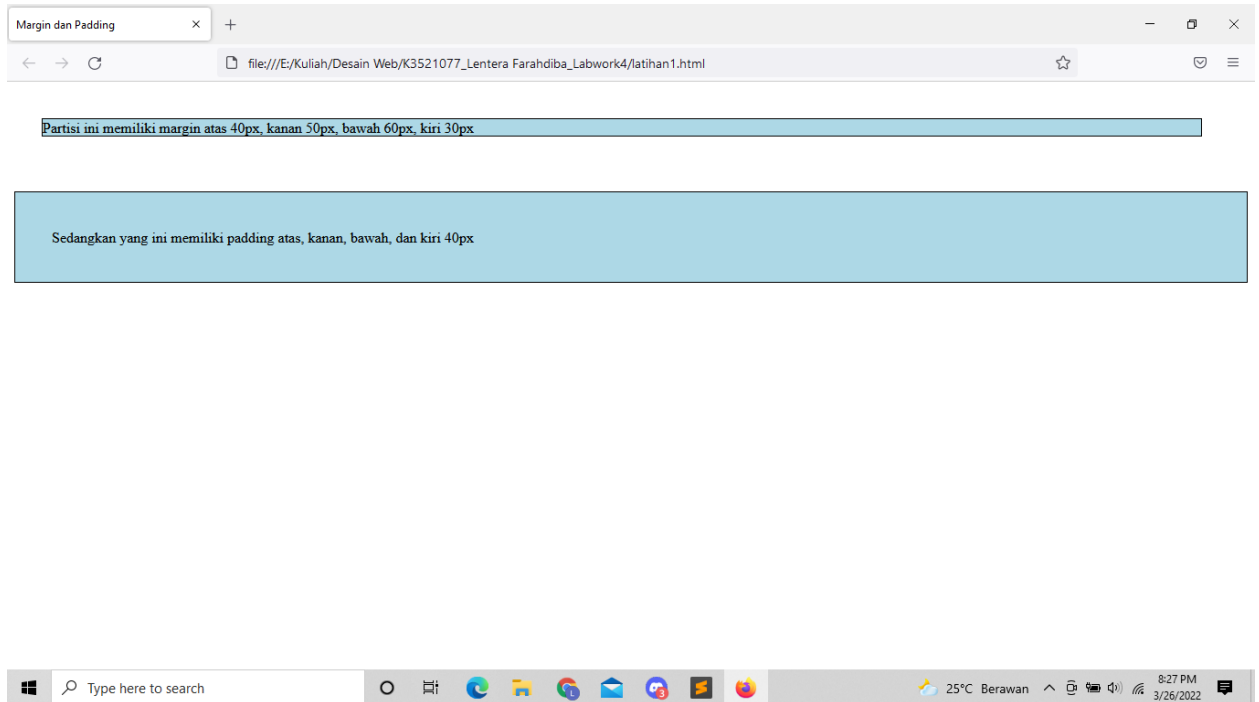 Margin dan Padding
file:///E:/Kuliah/Desain Web/K3521077_Lentera Farahdiba_Labwork4/latihan1.html
Partisi ini memiliki margin atas 40px, kanan 50px, bawah 60px, kiri 30px
Sedangkan yang ini memiliki padding atas, kanan, bawah, dan kiri 40px
Type here to search
25°C Berawan
8:27 PM
3/26/2022